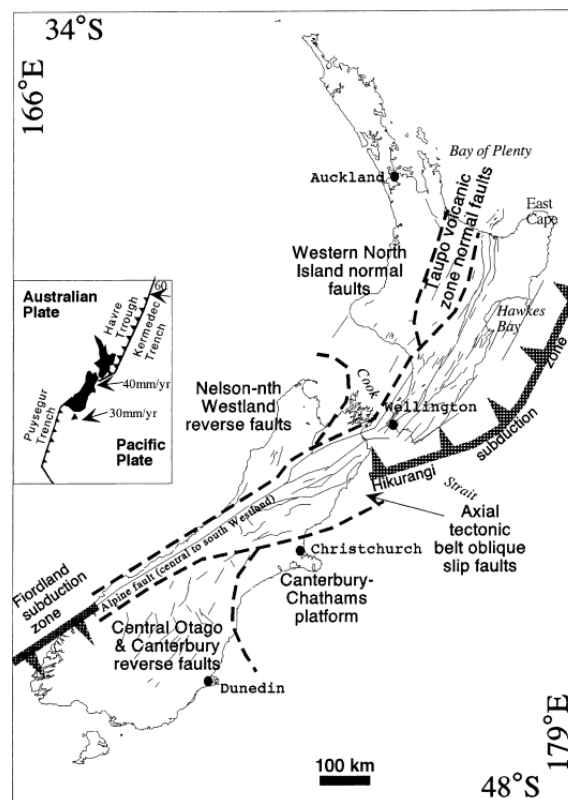 34°S
166°E
Bay of Plenty
Auckland
East
Cape
Taupo volcanic
zone normal faults
Western North
Island normal
faults
Hawkes
Bay
60
Australian
Plate
Havre
Trrough
Kermedec
Trench
40mm/yr
30mm/yr
Puysegur
Trench
Pacific
Plate
Nelson-nth
Westland
reverse faults
Cook
Wellington
Hikurangi
subduction
zone
Strait
Axial
tectonic
belt oblique
slip faults
Alpine fault (central to south Westland)
Christchurch
Canterbury-
Chathams
platform
Fiordland
subduction
zone
Central Otago
& Canterbury
reverse faults
Dunedin
100 km
179°E
48°S